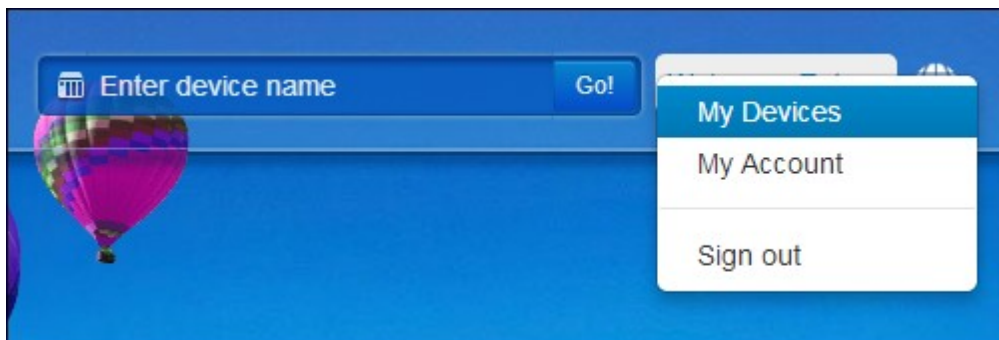 Enter device name
Go!
My Devices
My Account
Sign out